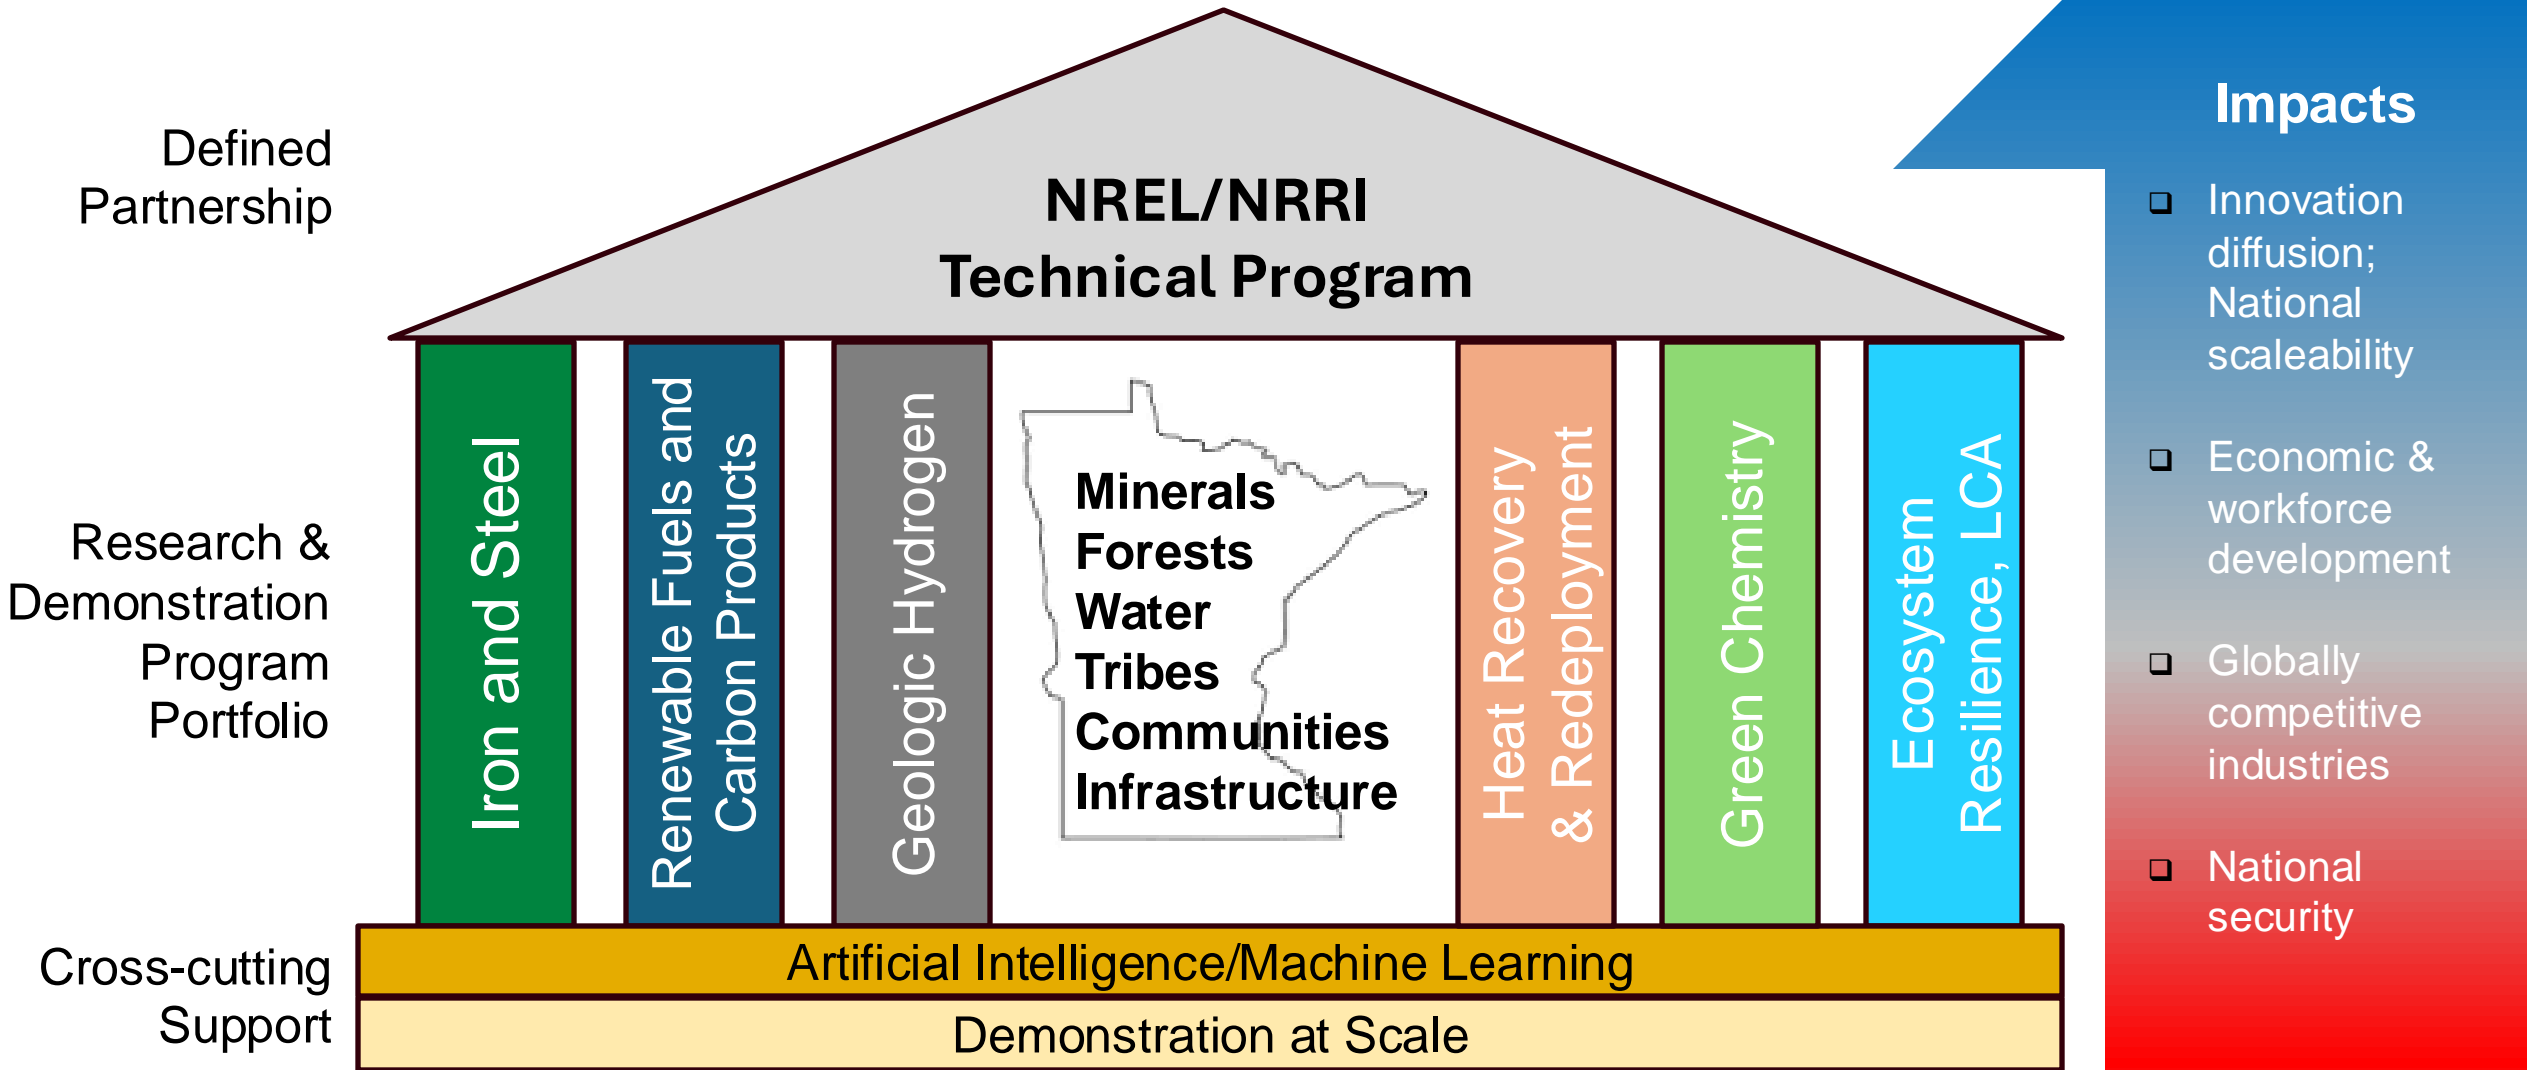 Defined
Partnership
NREL/NRRI
Technical Program
Research &
Demonstration
Program
Portfolio
Iron and Steel
Renewable Fuels and
Carbon Products
Geologic Hydrogen
Minerals
Forests
Water
Tribes
Communities
Infrastructure
Heat Recovery
& Redeployment
Green Chemistry
Ecosystem
Resilience, LCA
Cross-cutting
Support
Artificial Intelligence/Machine Learning
Demonstration at Scale
Impacts
❑ Innovation
diffusion;
National
scaleability
❑ Economic &
workforce
development
❑ Globally
competitive
industries
❑ National
security